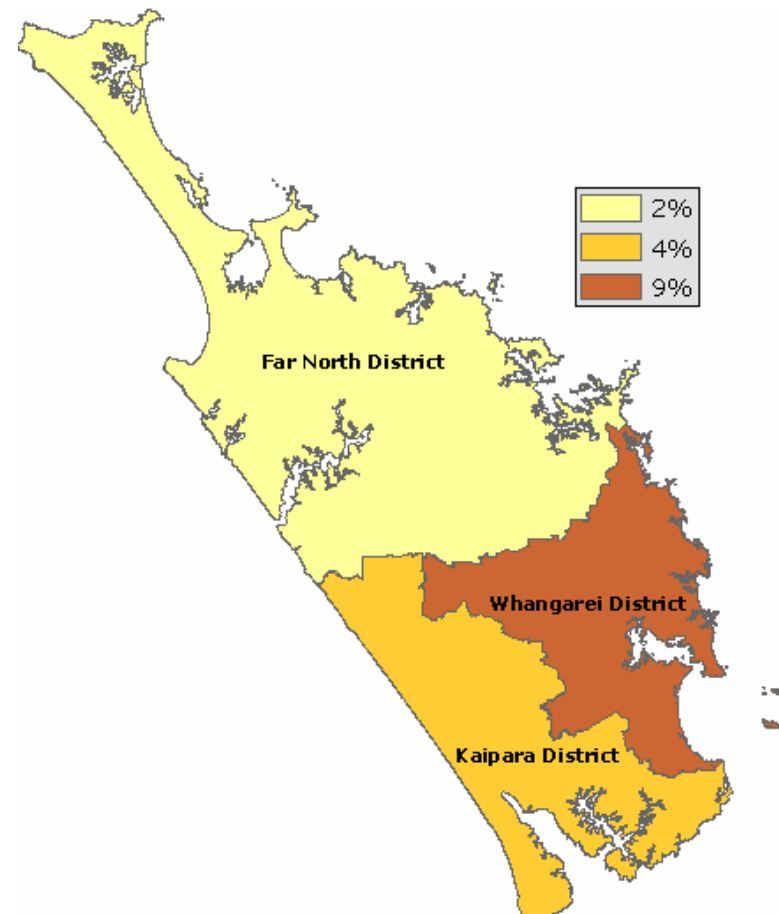 2%
4%
9%
Far North District
Whangarei District
Kaipara District